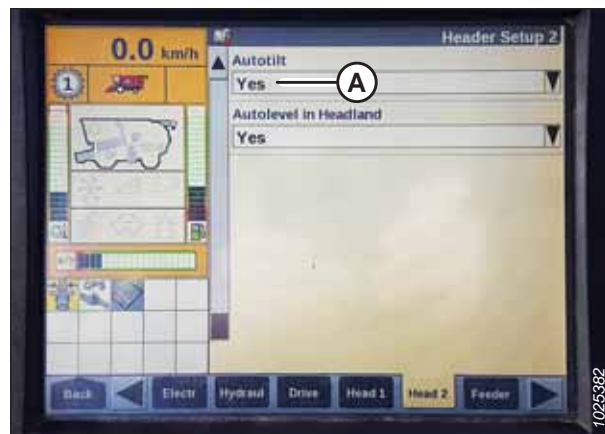 Header Setup 2
0.0 km/h
1
Autotilt
Yes
A
Autolevel in Headland
Yes
Back
Electr
Hydraul
Drive
Head 1
Head 2
Feeder
1025382